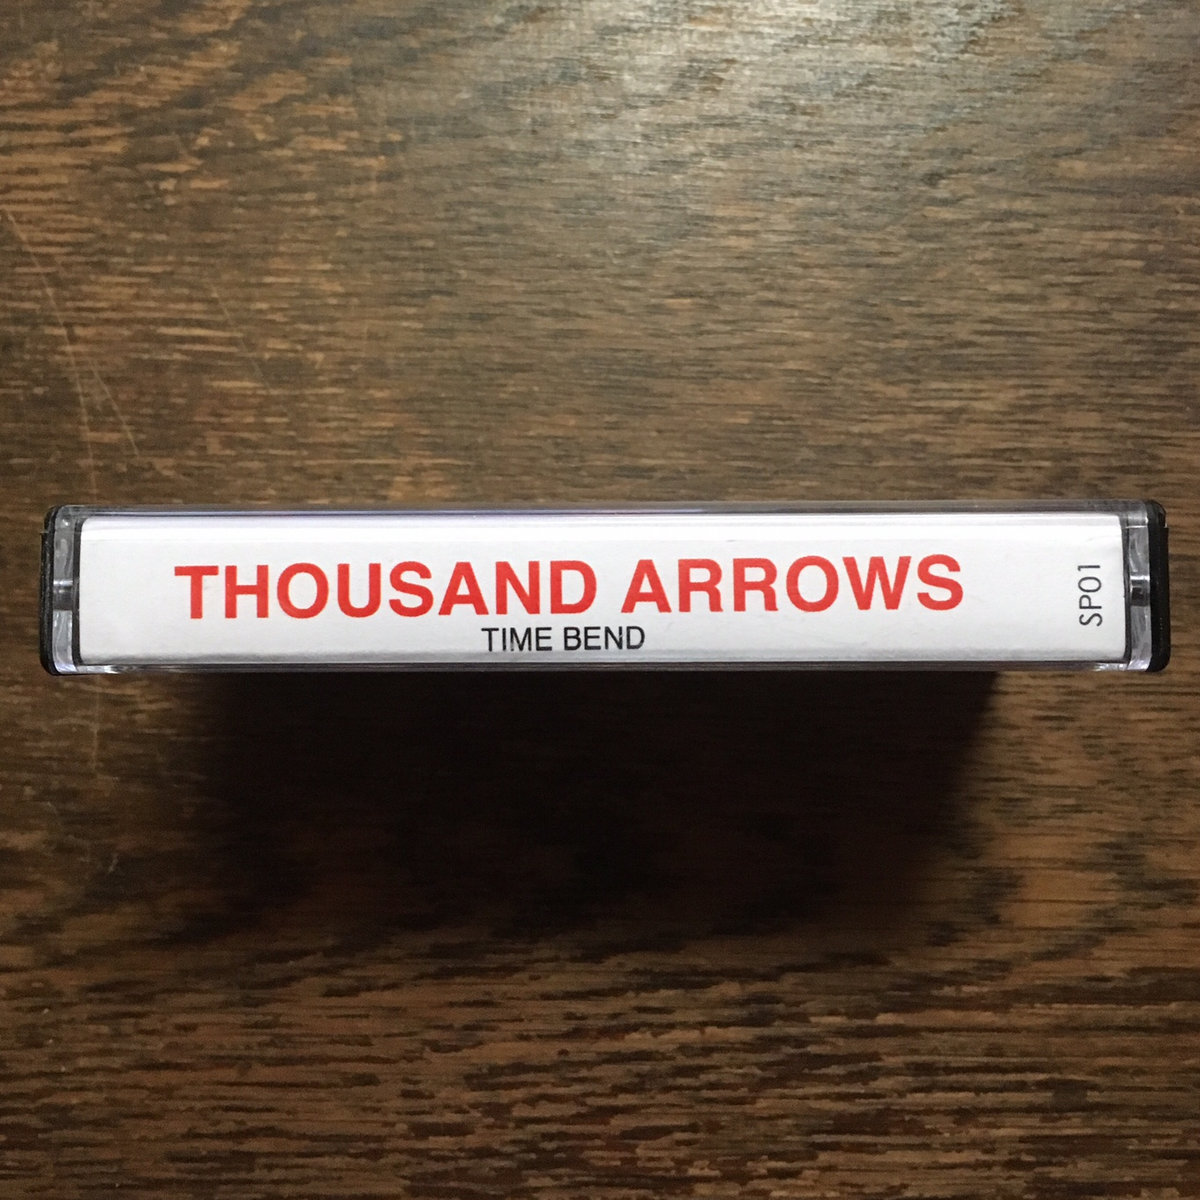 THOUSAND ARROWS
TIME BEND
SP01